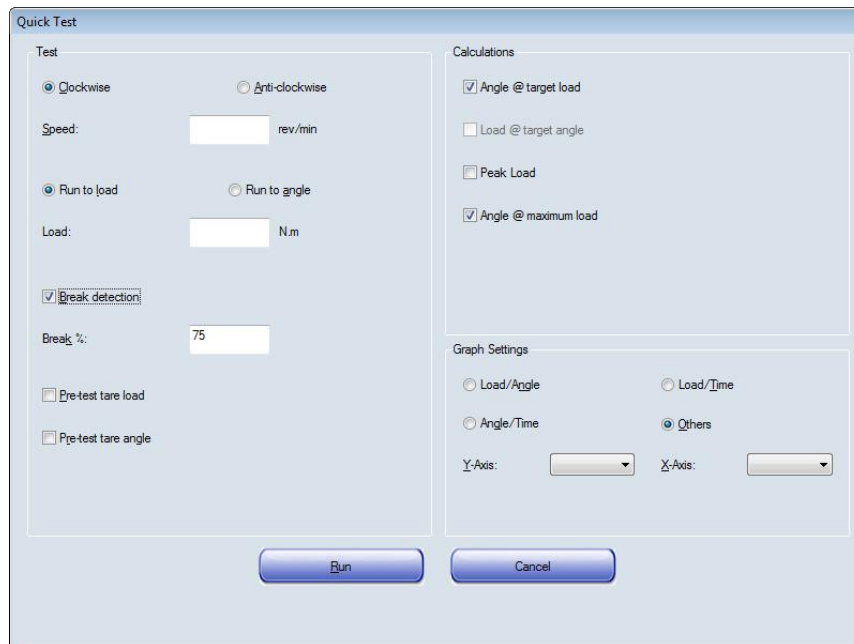 Quick Test
Test
Clockwise
Anti-clockwise
Speed:
rev/min
Run to load
Run to angle
Load:
N.m
Break detection
Break %:
75
Pre-test tare load
Pre-test tare angle
Calculations
Angle @ target load
Load @ target angle
Peak Load
Angle @ maximum load
Graph Settings
Load/Angle
Load/Time
Angle/Time
Others
Y-Axis:
X-Axis:
Run
Cancel